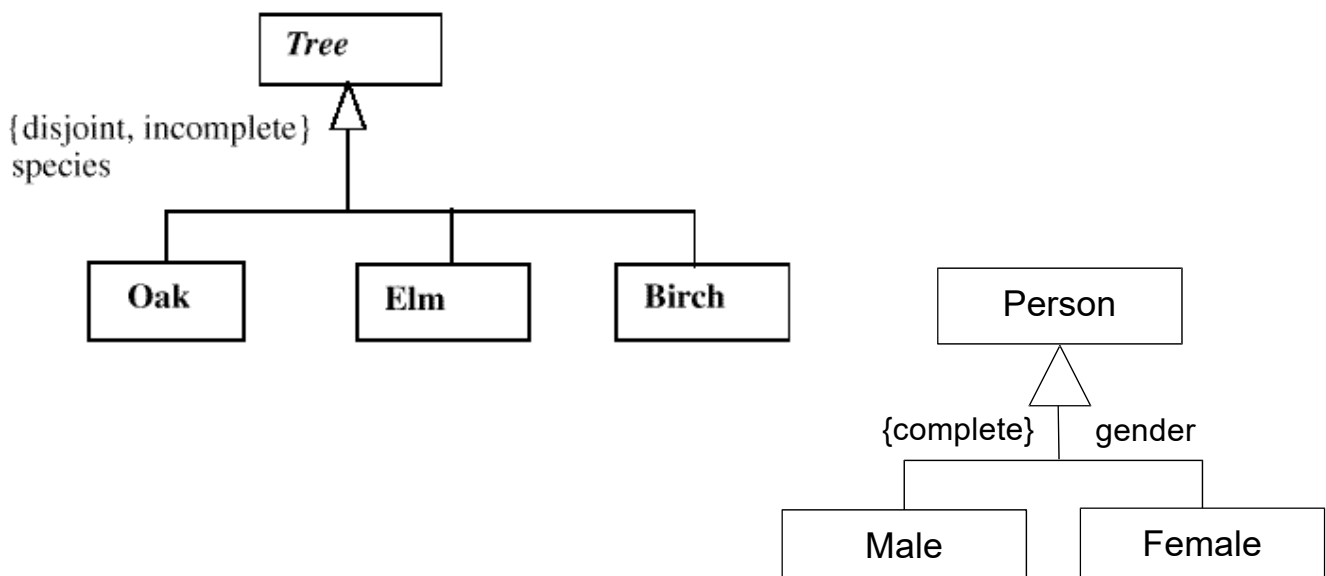 Tree
{disjoint, incomplete}
species
Oak
Elm
Birch
Person
{complete}
gender
Male
Female